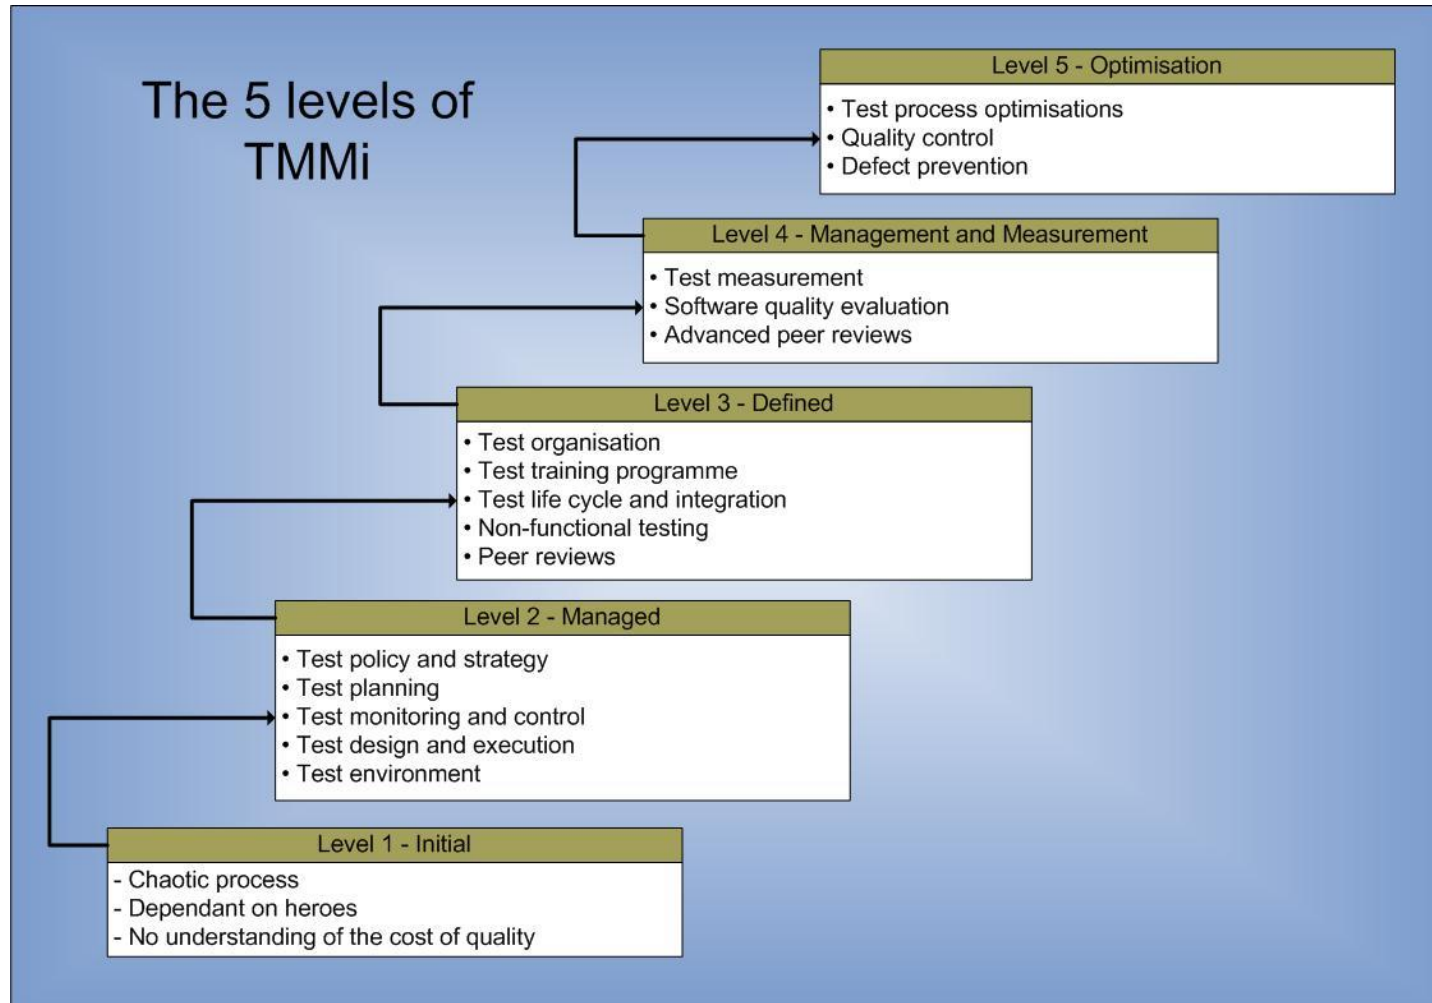 The 5 levels of
TMMi
Level 5 - Optimisation
• Test process optimisations
• Quality control
• Defect prevention
Level 4 - Management and Measurement
• Test measurement
• Software quality evaluation
• Advanced peer reviews
Level 3 - Defined
• Test organisation
• Test training programme
• Test life cycle and integration
• Non-functional testing
• Peer reviews
Level 2 - Managed
• Test policy and strategy
• Test planning
• Test monitoring and control
• Test design and execution
• Test environment
Level 1 - Initial
- Chaotic process
- Dependant on heroes
- No understanding of the cost of quality